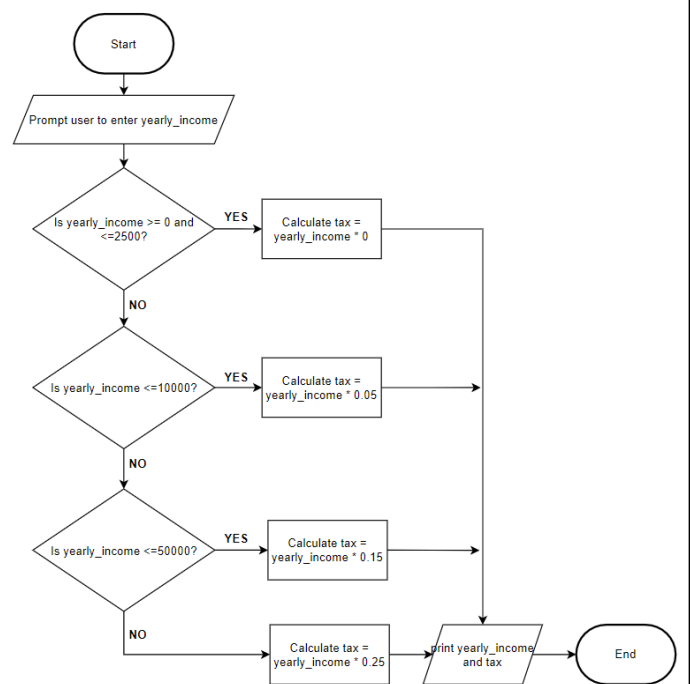 Start
Prompt user to enter yearly_income
Is yearly_income >= 0 and
<=2500?
YES
Calculate tax =
yearly_income * 0
NO
Is yearly_income <=10000?
YES
Calculate tax =
yearly_income * 0.05
NO
Is yearly_income <=50000?
YES
Calculate tax =
yearly_income * 0.15
NO
Calculate tax =
yearly_income * 0.25
print yearly_income
and tax
End